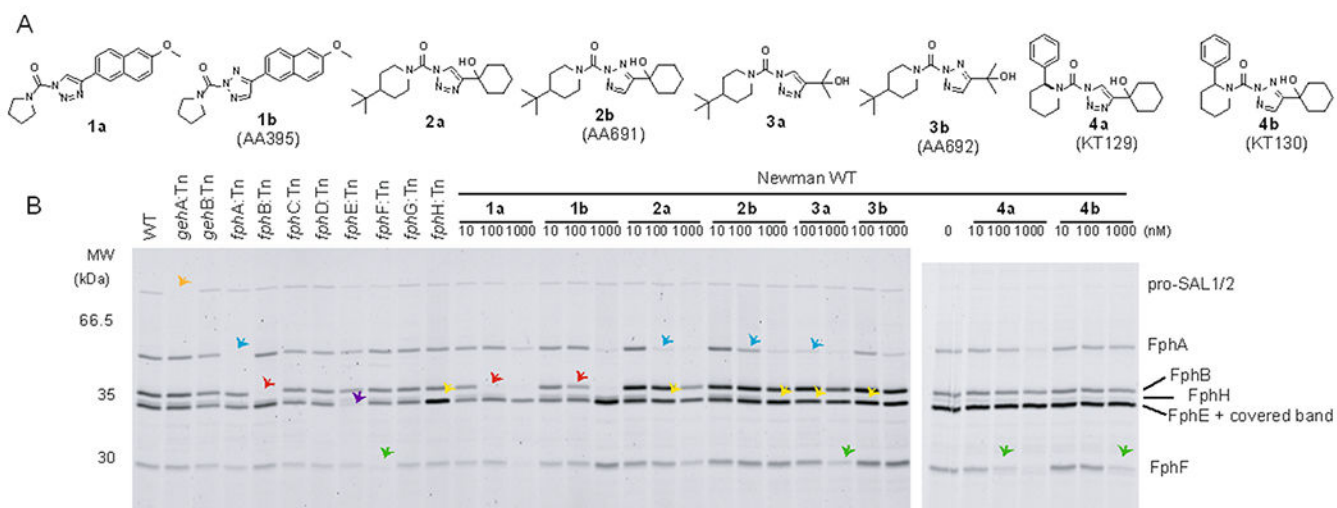 A
1a 1b 2a 2b 3a 3b 4a 4b
(AA395) (AA691) (AA692) (KT129) (KT130)
B
WT
gehA:Tn
gehB:Tn
fphA:Tn
fphB:Tn
fphC:Tn
fphD:Tn
fphE:Tn
fphF:Tn
fphG:Tn
fphH:Tn
Newman WT
1a 1b 2a 2b 3a 3b 4a 4b
10 100 1000 10 100 1000 10 100 1000 10 100 1000 100 1000 100 1000 0 10 100 1000 10 100 1000 (nM)
MW
(kDa)
66.5
35
30
pro-SAL1/2
FphA
FphB
FphH
FphE + covered band
FphF